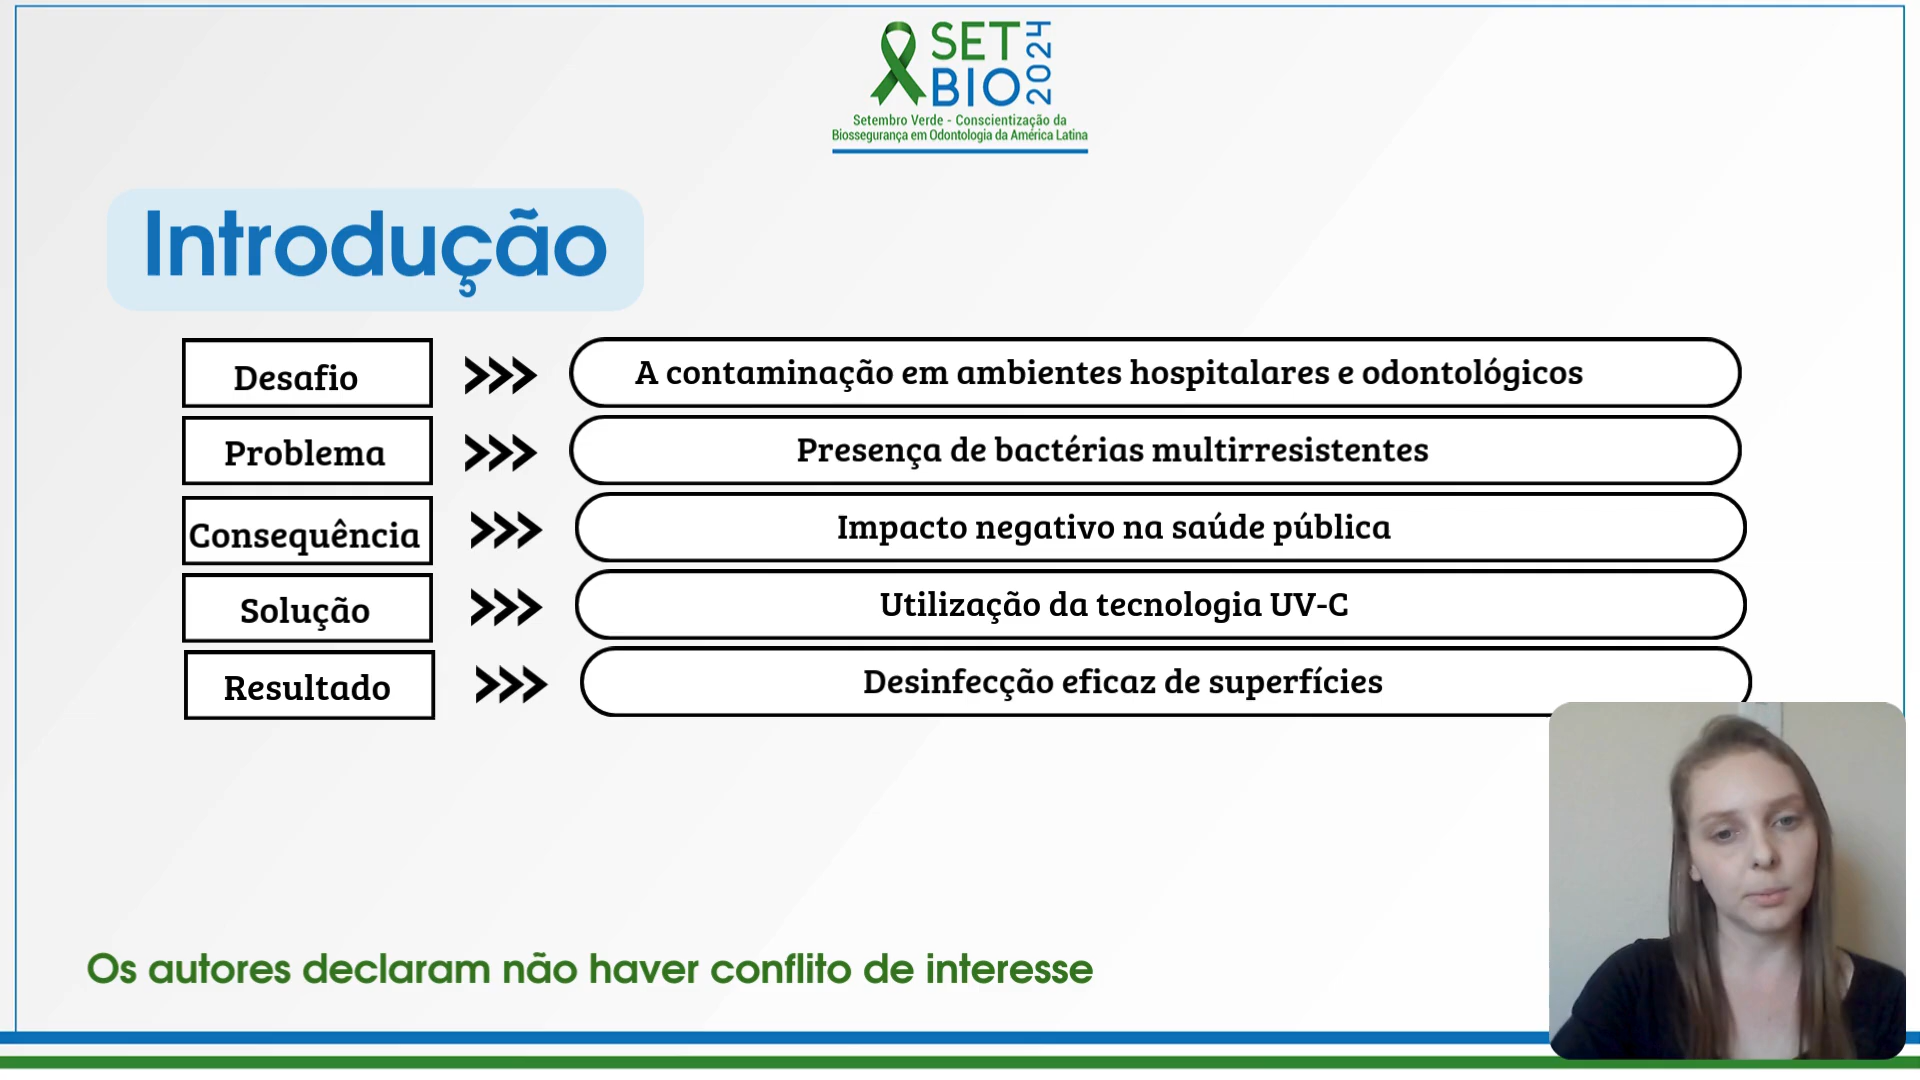 SET
BIO
2024
Setembro Verde - Conscientização da
Biossegurança em Odontologia da América Latina
Introdução
Desafio >>> A contaminação em ambientes hospitalares e odontológicos
Problema >>> Presença de bactérias multirresistentes
Consequência >>> Impacto negativo na saúde pública
Solução >>> Utilização da tecnologia UV-C
Resultado >>> Desinfecção eficaz de superfícies
Os autores declaram não haver conflito de interesse